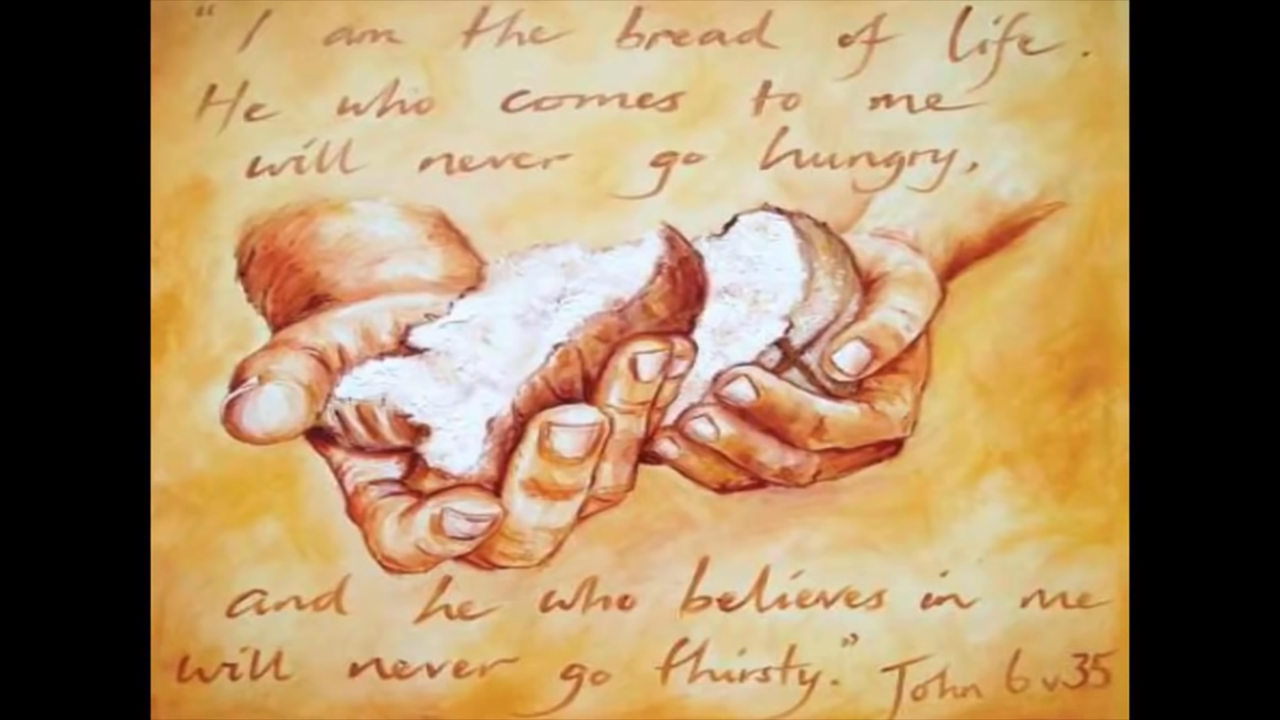 "I am the bread of life.
He who comes to me
will never go hungry,
and he who believes in me
will never go thirsty." John 6 v 35